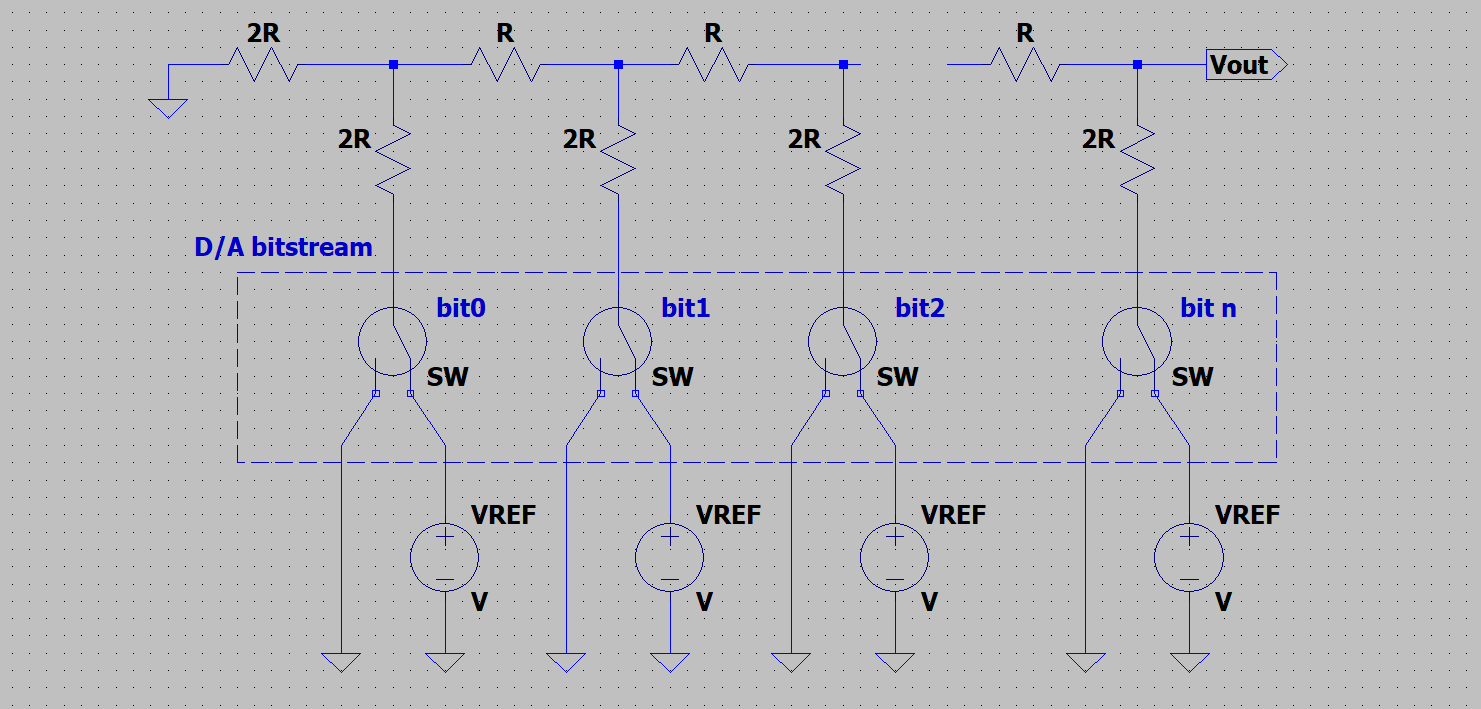 2R
R
R
R
Vout
2R
2R
2R
2R
D/A bitstream
bit0
bit1
bit2
bit n
SW
SW
SW
SW
VREF
VREF
VREF
VREF
V
V
V
V